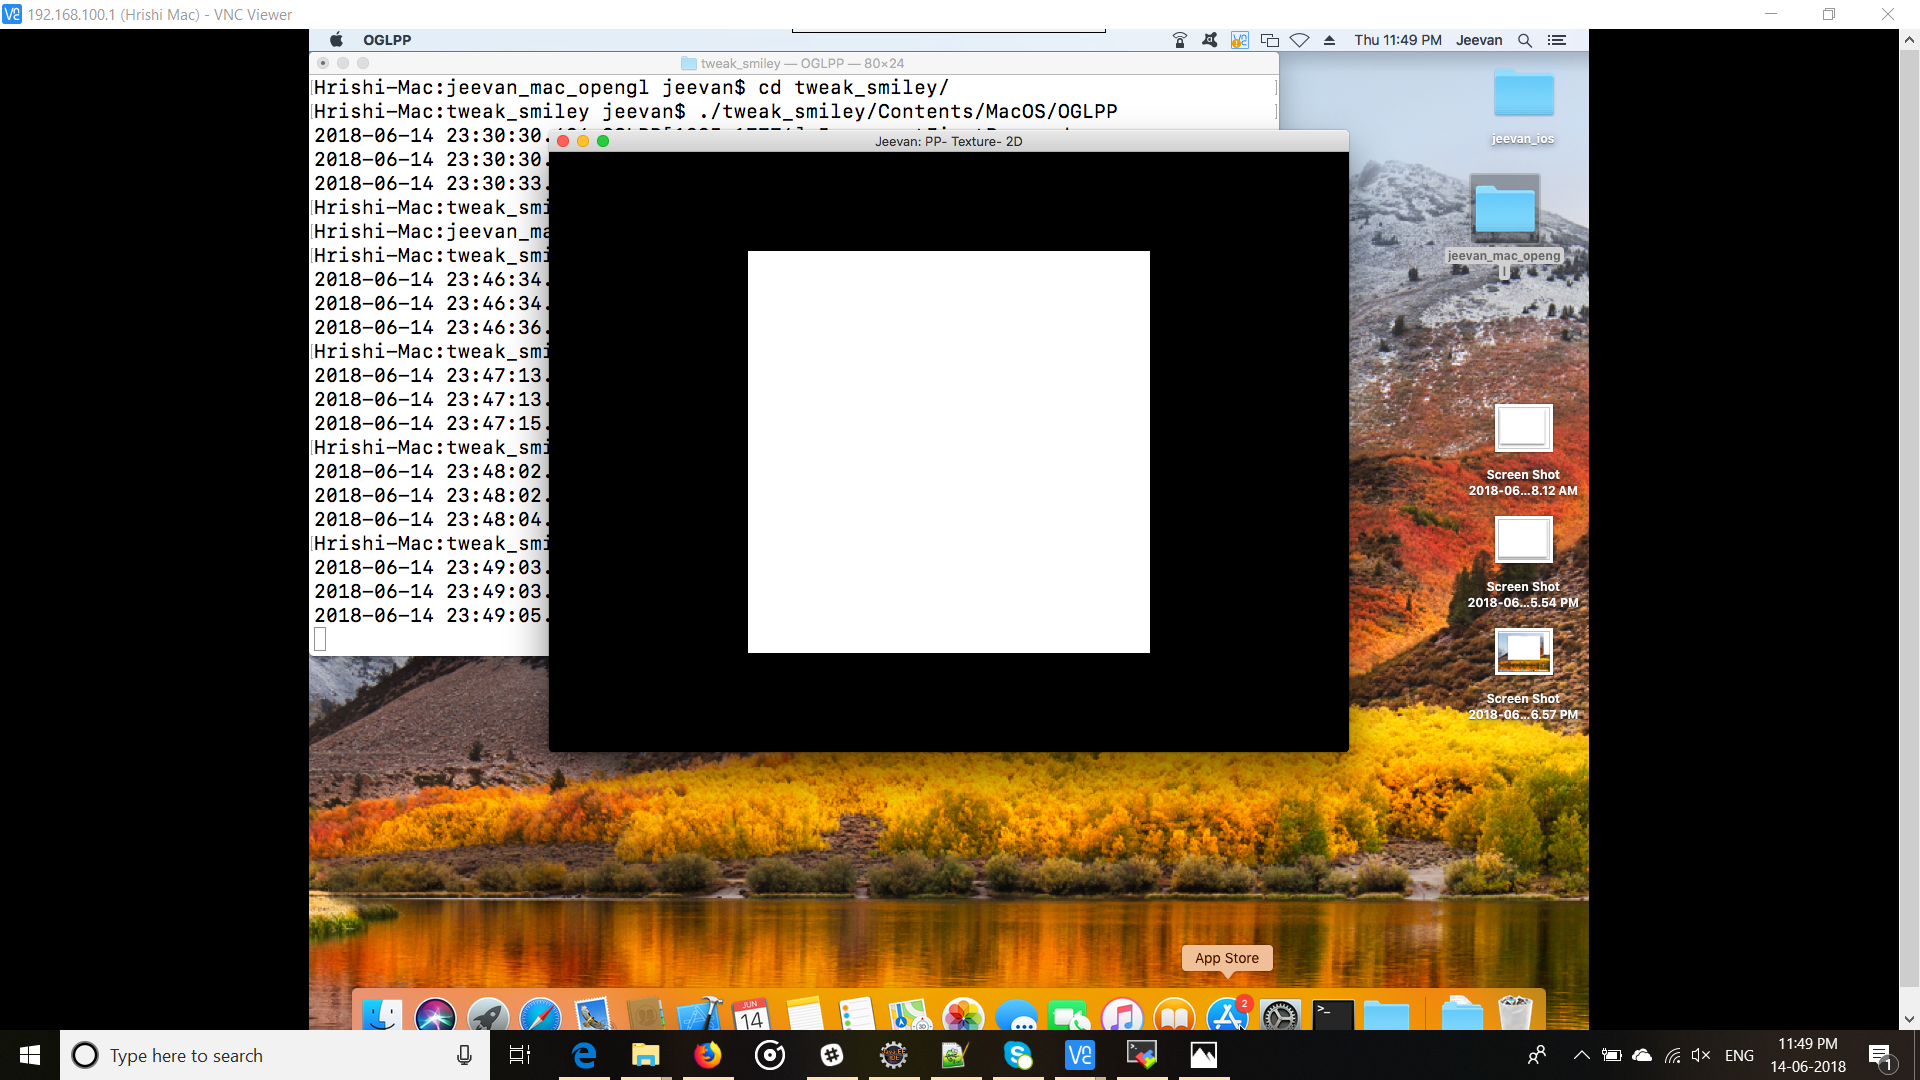 192.168.100.1 (Hrishi Mac) - VNC Viewer
OGLPP
Thu 11:49 PM Jeevan
tweak_smiley — OGLPP — 80×24
Hrishi-Mac:jeevan_mac_opengl jeevan$ cd tweak_smiley/
Hrishi-Mac:tweak_smiley jeevan$ ./tweak_smiley/Contents/MacOS/OGLPP
2018-06-14 23:30:30.
2018-06-14 23:30:30.
2018-06-14 23:30:33.
Hrishi-Mac:tweak_smi
Hrishi-Mac:jeevan_ma
Hrishi-Mac:tweak_smi
2018-06-14 23:46:34.
2018-06-14 23:46:34.
2018-06-14 23:46:36.
Hrishi-Mac:tweak_smi
2018-06-14 23:47:13.
2018-06-14 23:47:13.
2018-06-14 23:47:15.
Hrishi-Mac:tweak_smi
2018-06-14 23:48:02.
2018-06-14 23:48:02.
2018-06-14 23:48:04.
Hrishi-Mac:tweak_smi
2018-06-14 23:49:03.
2018-06-14 23:49:03.
2018-06-14 23:49:05.
Jeevan: PP- Texture- 2D
jeevan_ios
jeevan_mac_openg
l
Screen Shot
2018-06...8.12 AM
Screen Shot
2018-06...5.54 PM
Screen Shot
2018-06...6.57 PM
App Store
JUN
14
2
Type here to search
ENG
11:49 PM
14-06-2018
1